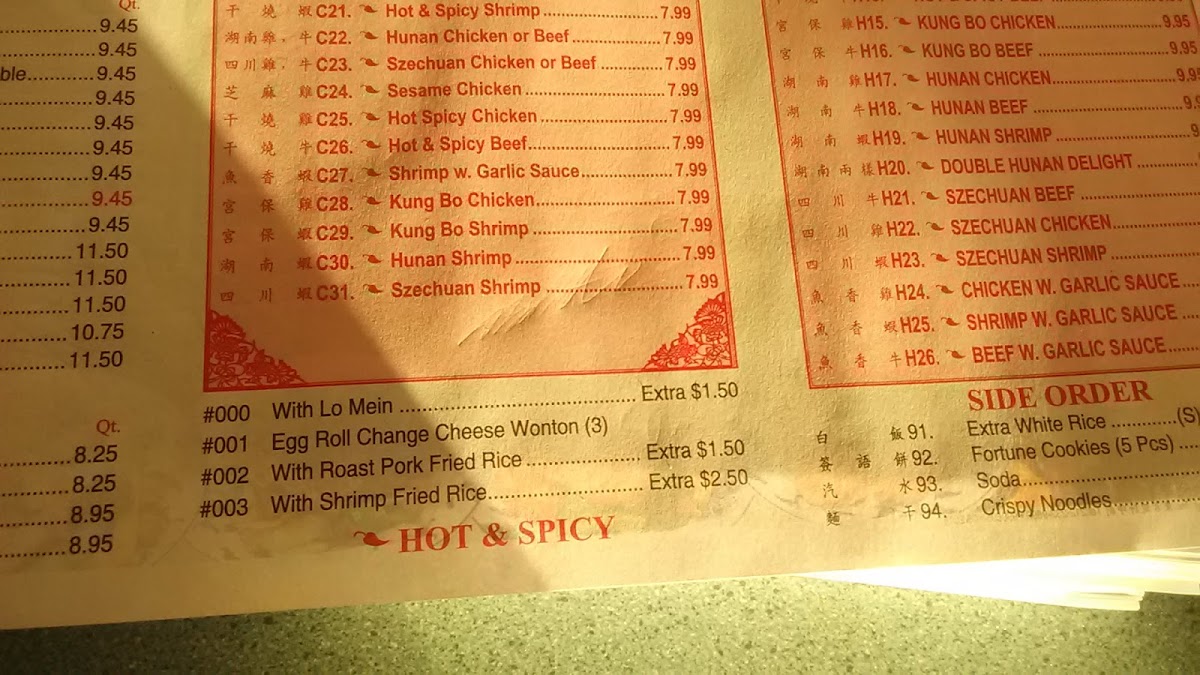 Qt.
9.45
9.45
ble 9.45
9.45
9.45
9.45
9.45
9.45
9.45
11.50
11.50
11.50
10.75
11.50
Qt.
8.25
8.25
8.95
8.95
干燒蝦 C21. Hot & Spicy Shrimp 7.99
湖南雞、牛 C22. Hunan Chicken or Beef 7.99
四川雞、牛 C23. Szechuan Chicken or Beef 7.99
芝麻雞 C24. Sesame Chicken 7.99
干燒雞 C25. Hot Spicy Chicken 7.99
干燒牛 C26. Hot & Spicy Beef 7.99
魚香蝦 C27. Shrimp w. Garlic Sauce 7.99
宮保雞 C28. Kung Bo Chicken 7.99
宮保蝦 C29. Kung Bo Shrimp 7.99
湖南蝦 C30. Hunan Shrimp 7.99
四川蝦 C31. Szechuan Shrimp 7.99
#000 With Lo Mein Extra $1.50
#001 Egg Roll Change Cheese Wonton (3)
#002 With Roast Pork Fried Rice Extra $1.50
#003 With Shrimp Fried Rice Extra $2.50
HOT & SPICY
宮保雞 H15. KUNG BO CHICKEN 9.95
宮保牛 H16. KUNG BO BEEF 9.95
湖南雞 H17. HUNAN CHICKEN 9.95
湖南牛 H18. HUNAN BEEF
湖南蝦 H19. HUNAN SHRIMP
湖南兩樣 H20. DOUBLE HUNAN DELIGHT
四川牛 H21. SZECHUAN BEEF
四川雞 H22. SZECHUAN CHICKEN
四川蝦 H23. SZECHUAN SHRIMP
魚香雞 H24. CHICKEN W. GARLIC SAUCE
魚香蝦 H25. SHRIMP W. GARLIC SAUCE
魚香牛 H26. BEEF W. GARLIC SAUCE
SIDE ORDER
白飯 91. Extra White Rice (S)
簽語餅 92. Fortune Cookies (5 Pcs)
汽水 93. Soda
麵干 94. Crispy Noodles